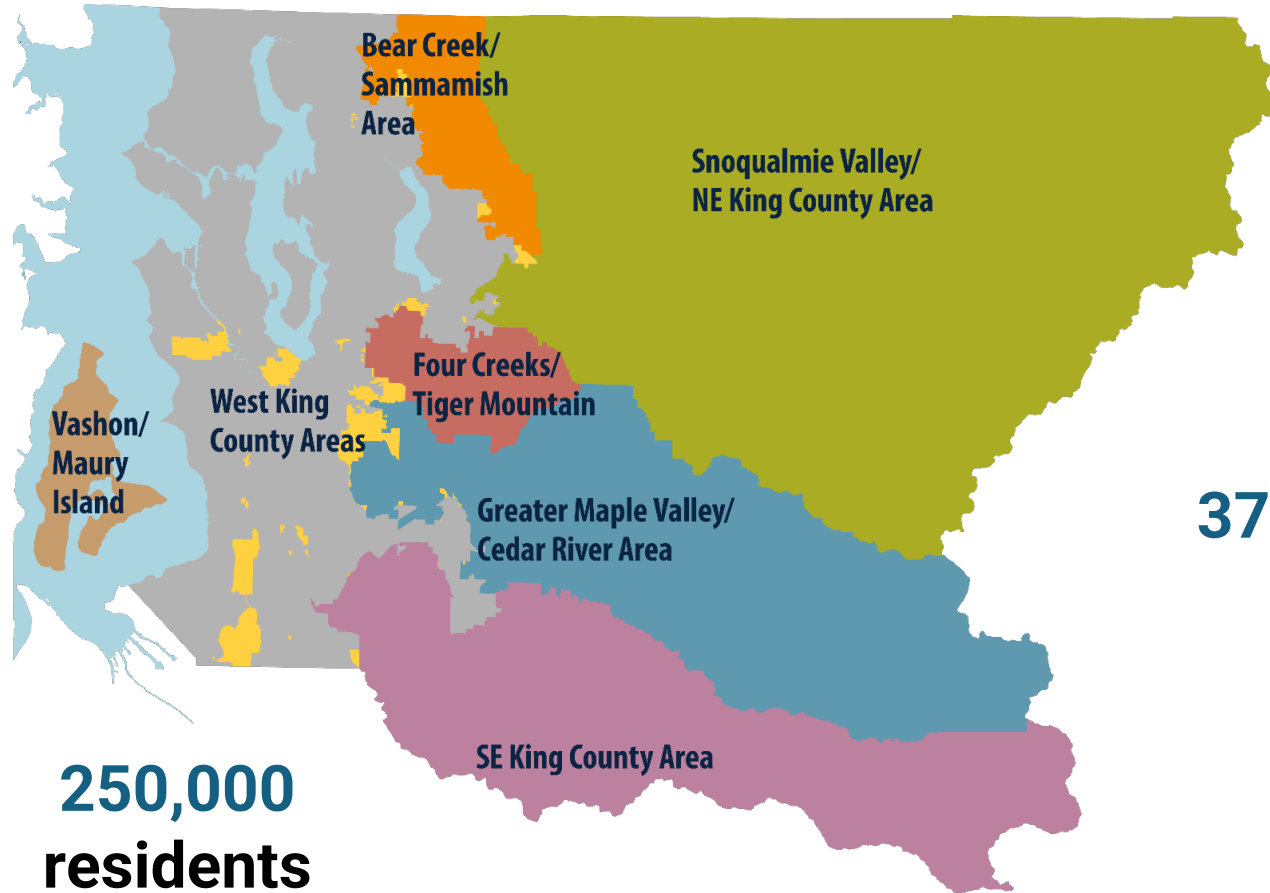 Bear Creek/
Sammamish
Area
Snoqualmie Valley/
NE King County Area
Four Creeks/
Tiger Mountain
West King
County Areas
Vashon/
Maury
Island
Greater Maple Valley/
Cedar River Area
37
SE King County Area
250,000
residents